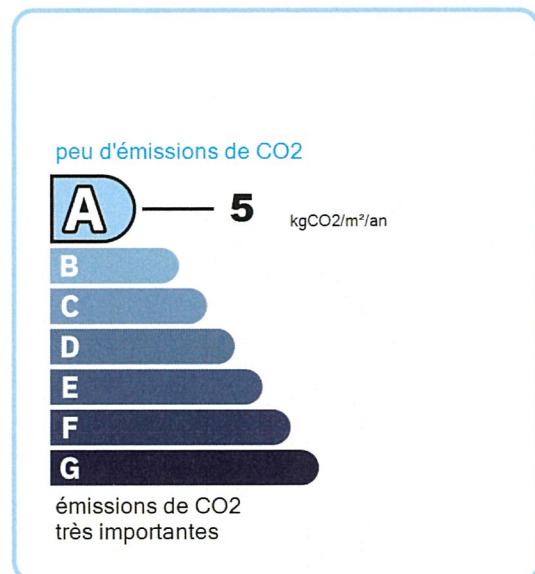 peu d'émissions de CO2
A 5 kgCO2/m²/an
B
C
D
E
F
G
émissions de CO2
très importantes